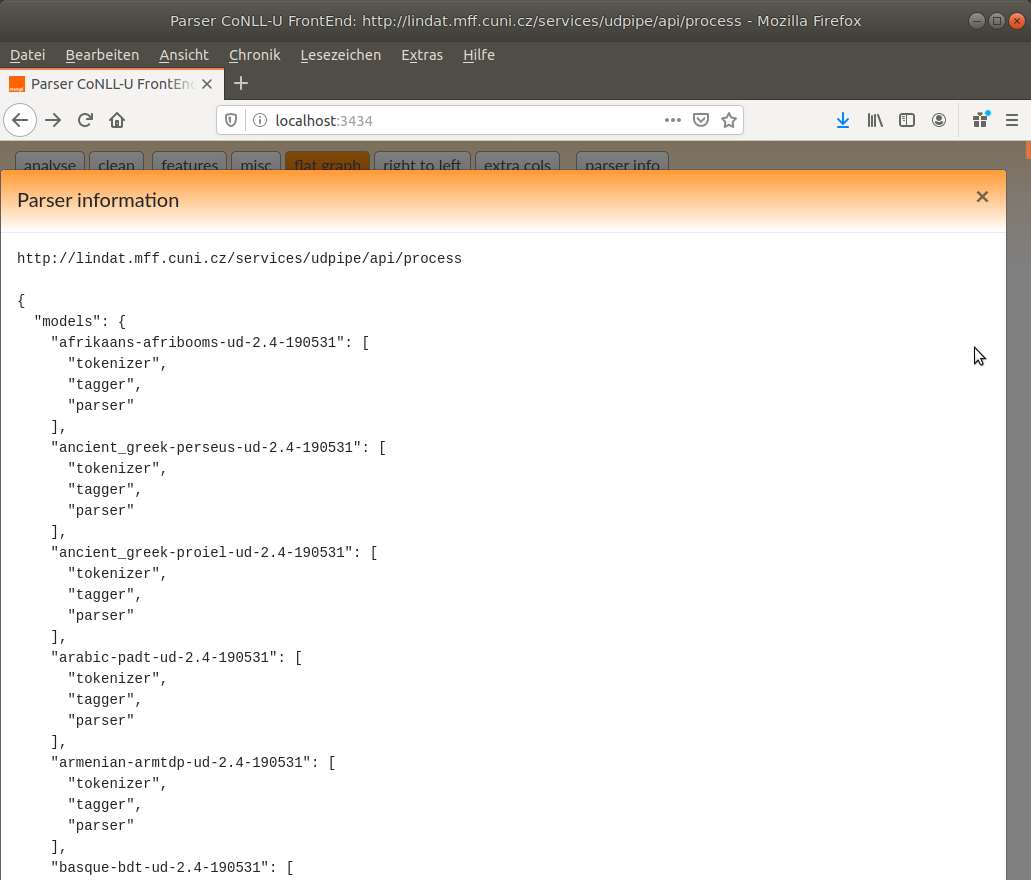 Parser CoNLL-U FrontEnd: http://lindat.mff.cuni.cz/services/udpipe/api/process - Mozilla Firefox
Datei Bearbeiten Ansicht Chronik Lesezeichen Extras Hilfe
Parser CoNLL-U FrontEnd
localhost:3434
analyse clean features misc flat graph right to left extra cols parser info
Parser information
http://lindat.mff.cuni.cz/services/udpipe/api/process
{
"models": {
"afrikaans-afribooms-ud-2.4-190531": [
"tokenizer",
"tagger",
"parser"
],
"ancient_greek-perseus-ud-2.4-190531": [
"tokenizer",
"tagger",
"parser"
],
"ancient_greek-proiel-ud-2.4-190531": [
"tokenizer",
"tagger",
"parser"
],
"arabic-padt-ud-2.4-190531": [
"tokenizer",
"tagger",
"parser"
],
"armenian-armtdp-ud-2.4-190531": [
"tokenizer",
"tagger",
"parser"
],
"basque-bdt-ud-2.4-190531": [